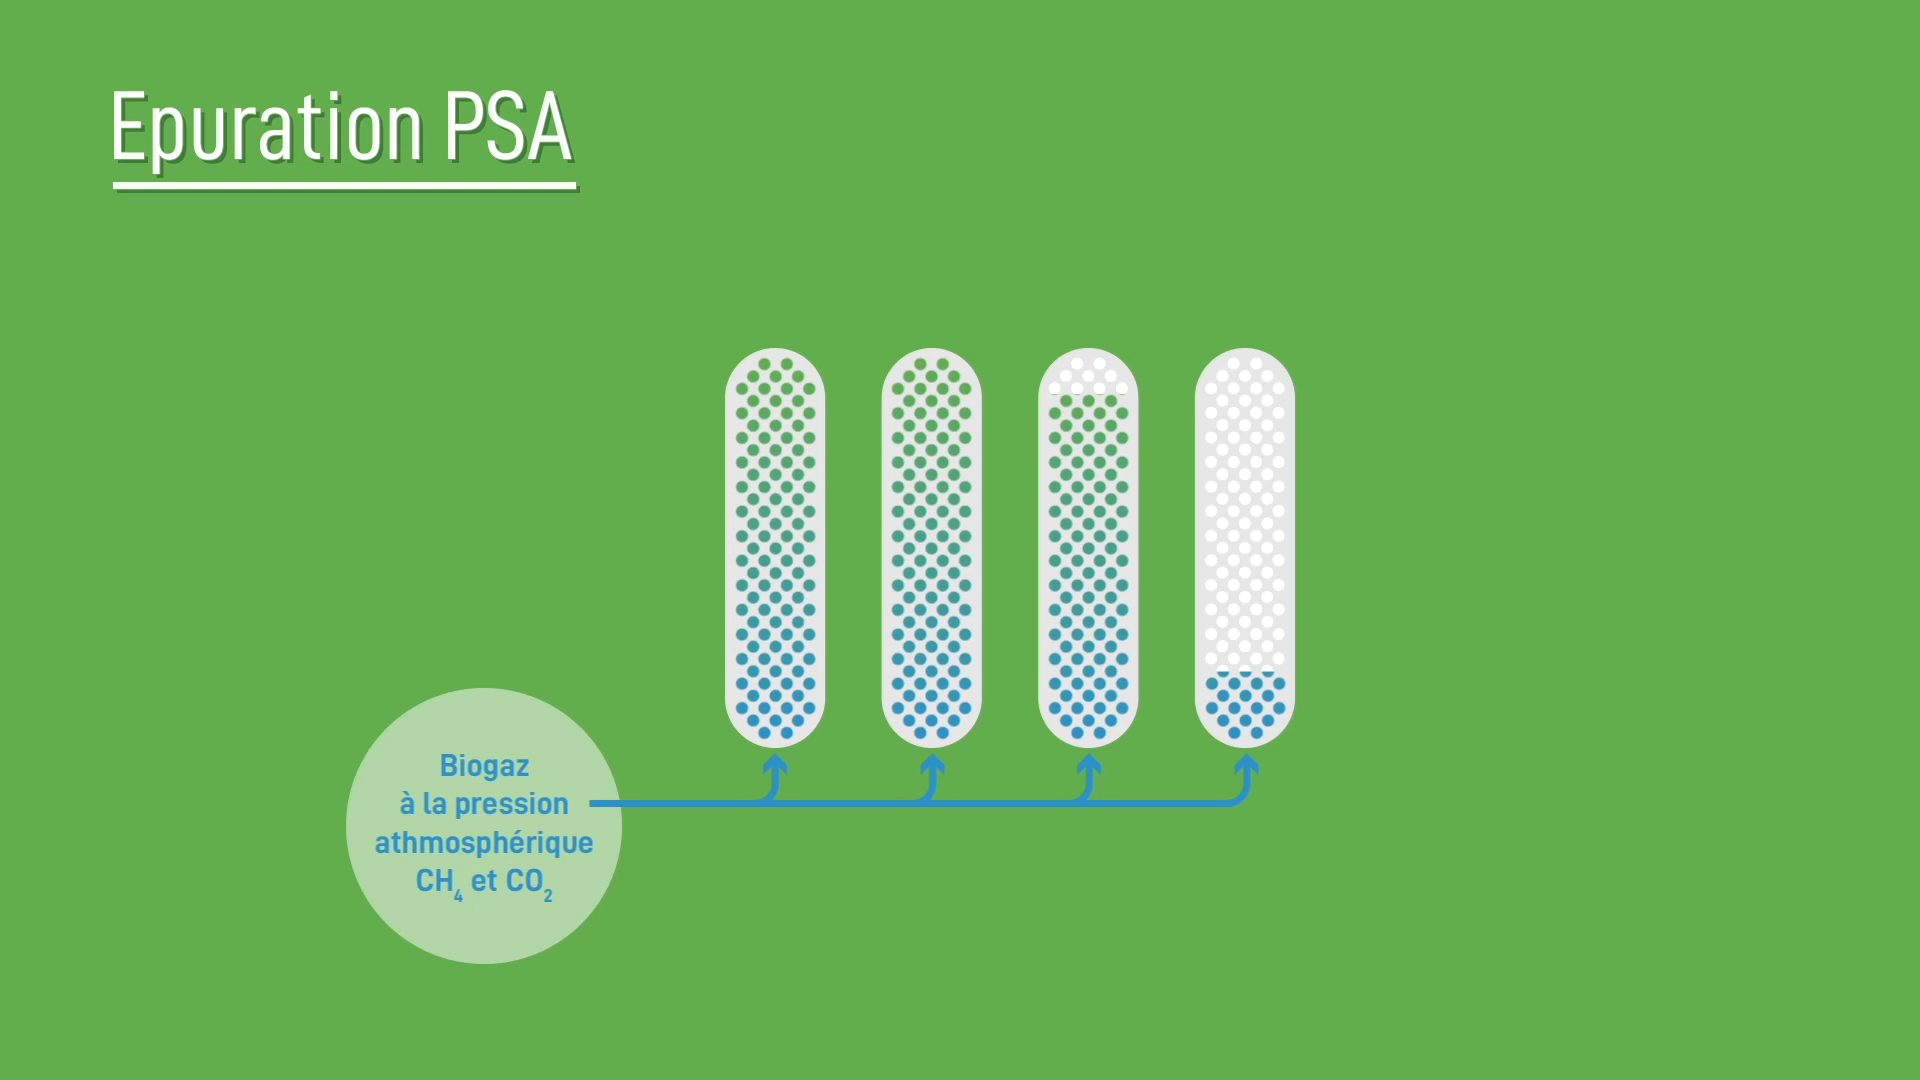 Epuration PSA
Biogaz
à la pression
athmosphérique
CH₄ et CO₂